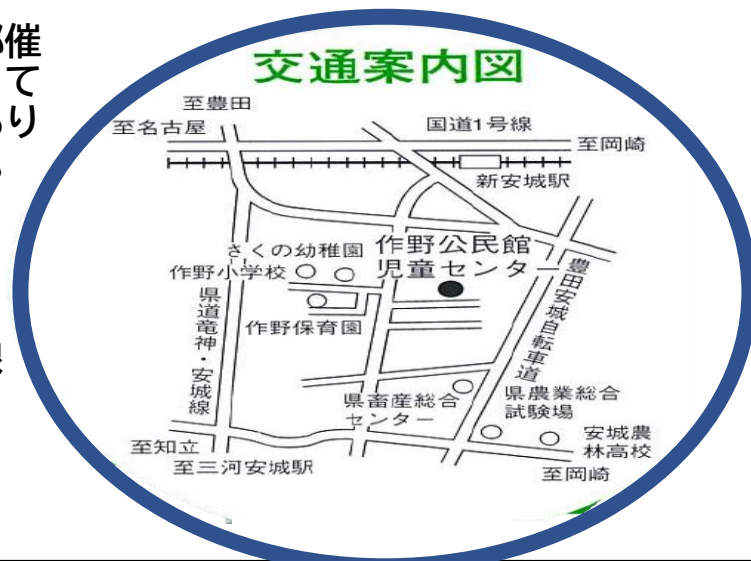 催
て
り
交通案内図
至豊田
至名古屋
国道1号線
至岡崎
新安城駅
さくの幼稚園
作野公民館
児童センター
作野小学校
作野保育園
県道竜神・安城線
豊田安城自転車道
県畜産総合
センター
県農業総合
試験場
安城農
林高校
至知立
至三河安城駅
至岡崎